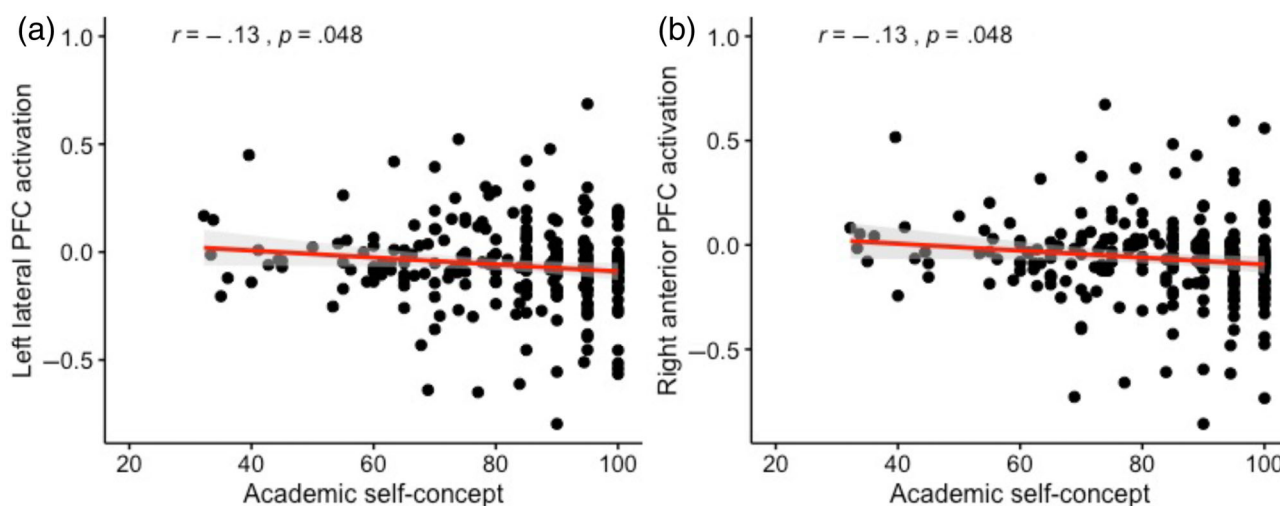 (a)
r = – .13 , p = .048
1.0
0.5
0.0
–0.5
Left lateral PFC activation
20 40 60 80 100
Academic self-concept
(b)
r = – .13 , p = .048
1.0
0.5
0.0
–0.5
Right anterior PFC activation
20 40 60 80 100
Academic self-concept